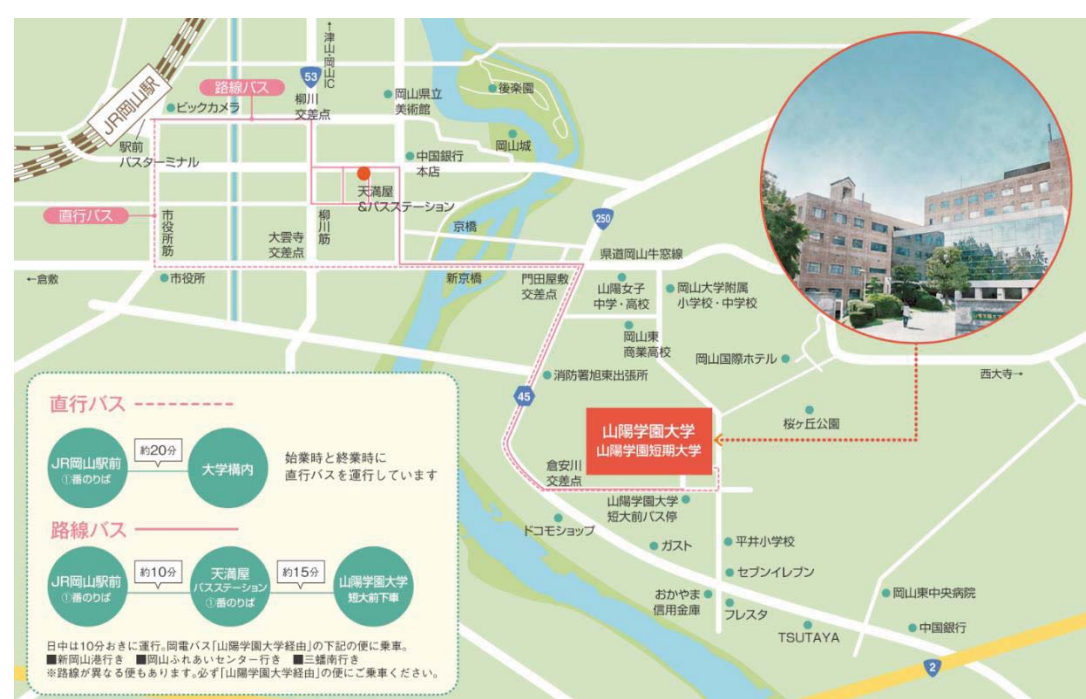 ←津山・岡山IC
53
JR岡山駅
路線バス
ビックカメラ
柳川
交差点
岡山県立
美術館
後楽園
駅前
バスターミナル
中国銀行
本店
岡山城
天満屋
&バスステーション
直行バス
市役所筋
大雲寺
交差点
柳川筋
京橋
250
県道岡山牛窓線
←倉敷
市役所
新京橋
門田屋敷
交差点
山陽女子
中学・高校
岡山大学附属
小学校・中学校
岡山東
商業高校
岡山国際ホテル
消防署旭東出張所
西大寺→
45
山陽学園大学
山陽学園短期大学
桜ヶ丘公園
倉安川
交差点
山陽学園大学
短大前バス停
ドコモショップ
ガスト
平井小学校
セブンイレブン
おかやま
信用金庫
フレスタ
岡山東中央病院
TSUTAYA
中国銀行
2
直行バス
JR岡山駅前
①番のりば
約20分
大学構内
始業時と終業時に
直行バスを運行しています
路線バス
JR岡山駅前
①番のりば
約10分
天満屋
バスステーション
①番のりば
約15分
山陽学園大学
短大前下車
日中は10分おきに運行。岡電バス「山陽学園大学経由」の下記の便に乗車。
■新岡山港行き ■岡山ふれあいセンター行き ■三蟠南行き
※路線が異なる便もあります。必ず「山陽学園大学経由」の便にご乗車ください。